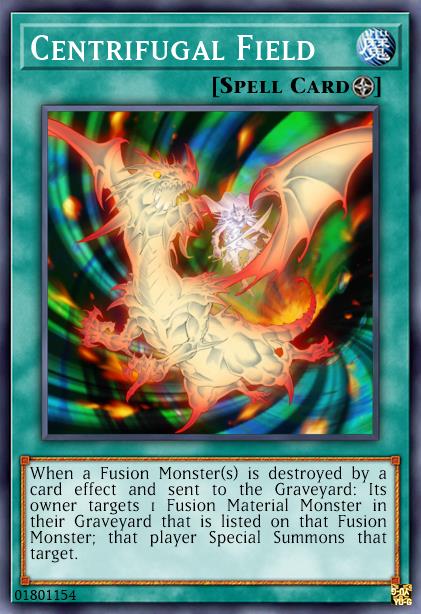 CENTRIFUGAL FIELD
魔
[SPELL CARD]
When a Fusion Monster(s) is destroyed by a
card effect and sent to the Graveyard: Its
owner targets 1 Fusion Material Monster in
their Graveyard that is listed on that Fusion
Monster; that player Special Summons that
target.
01801154